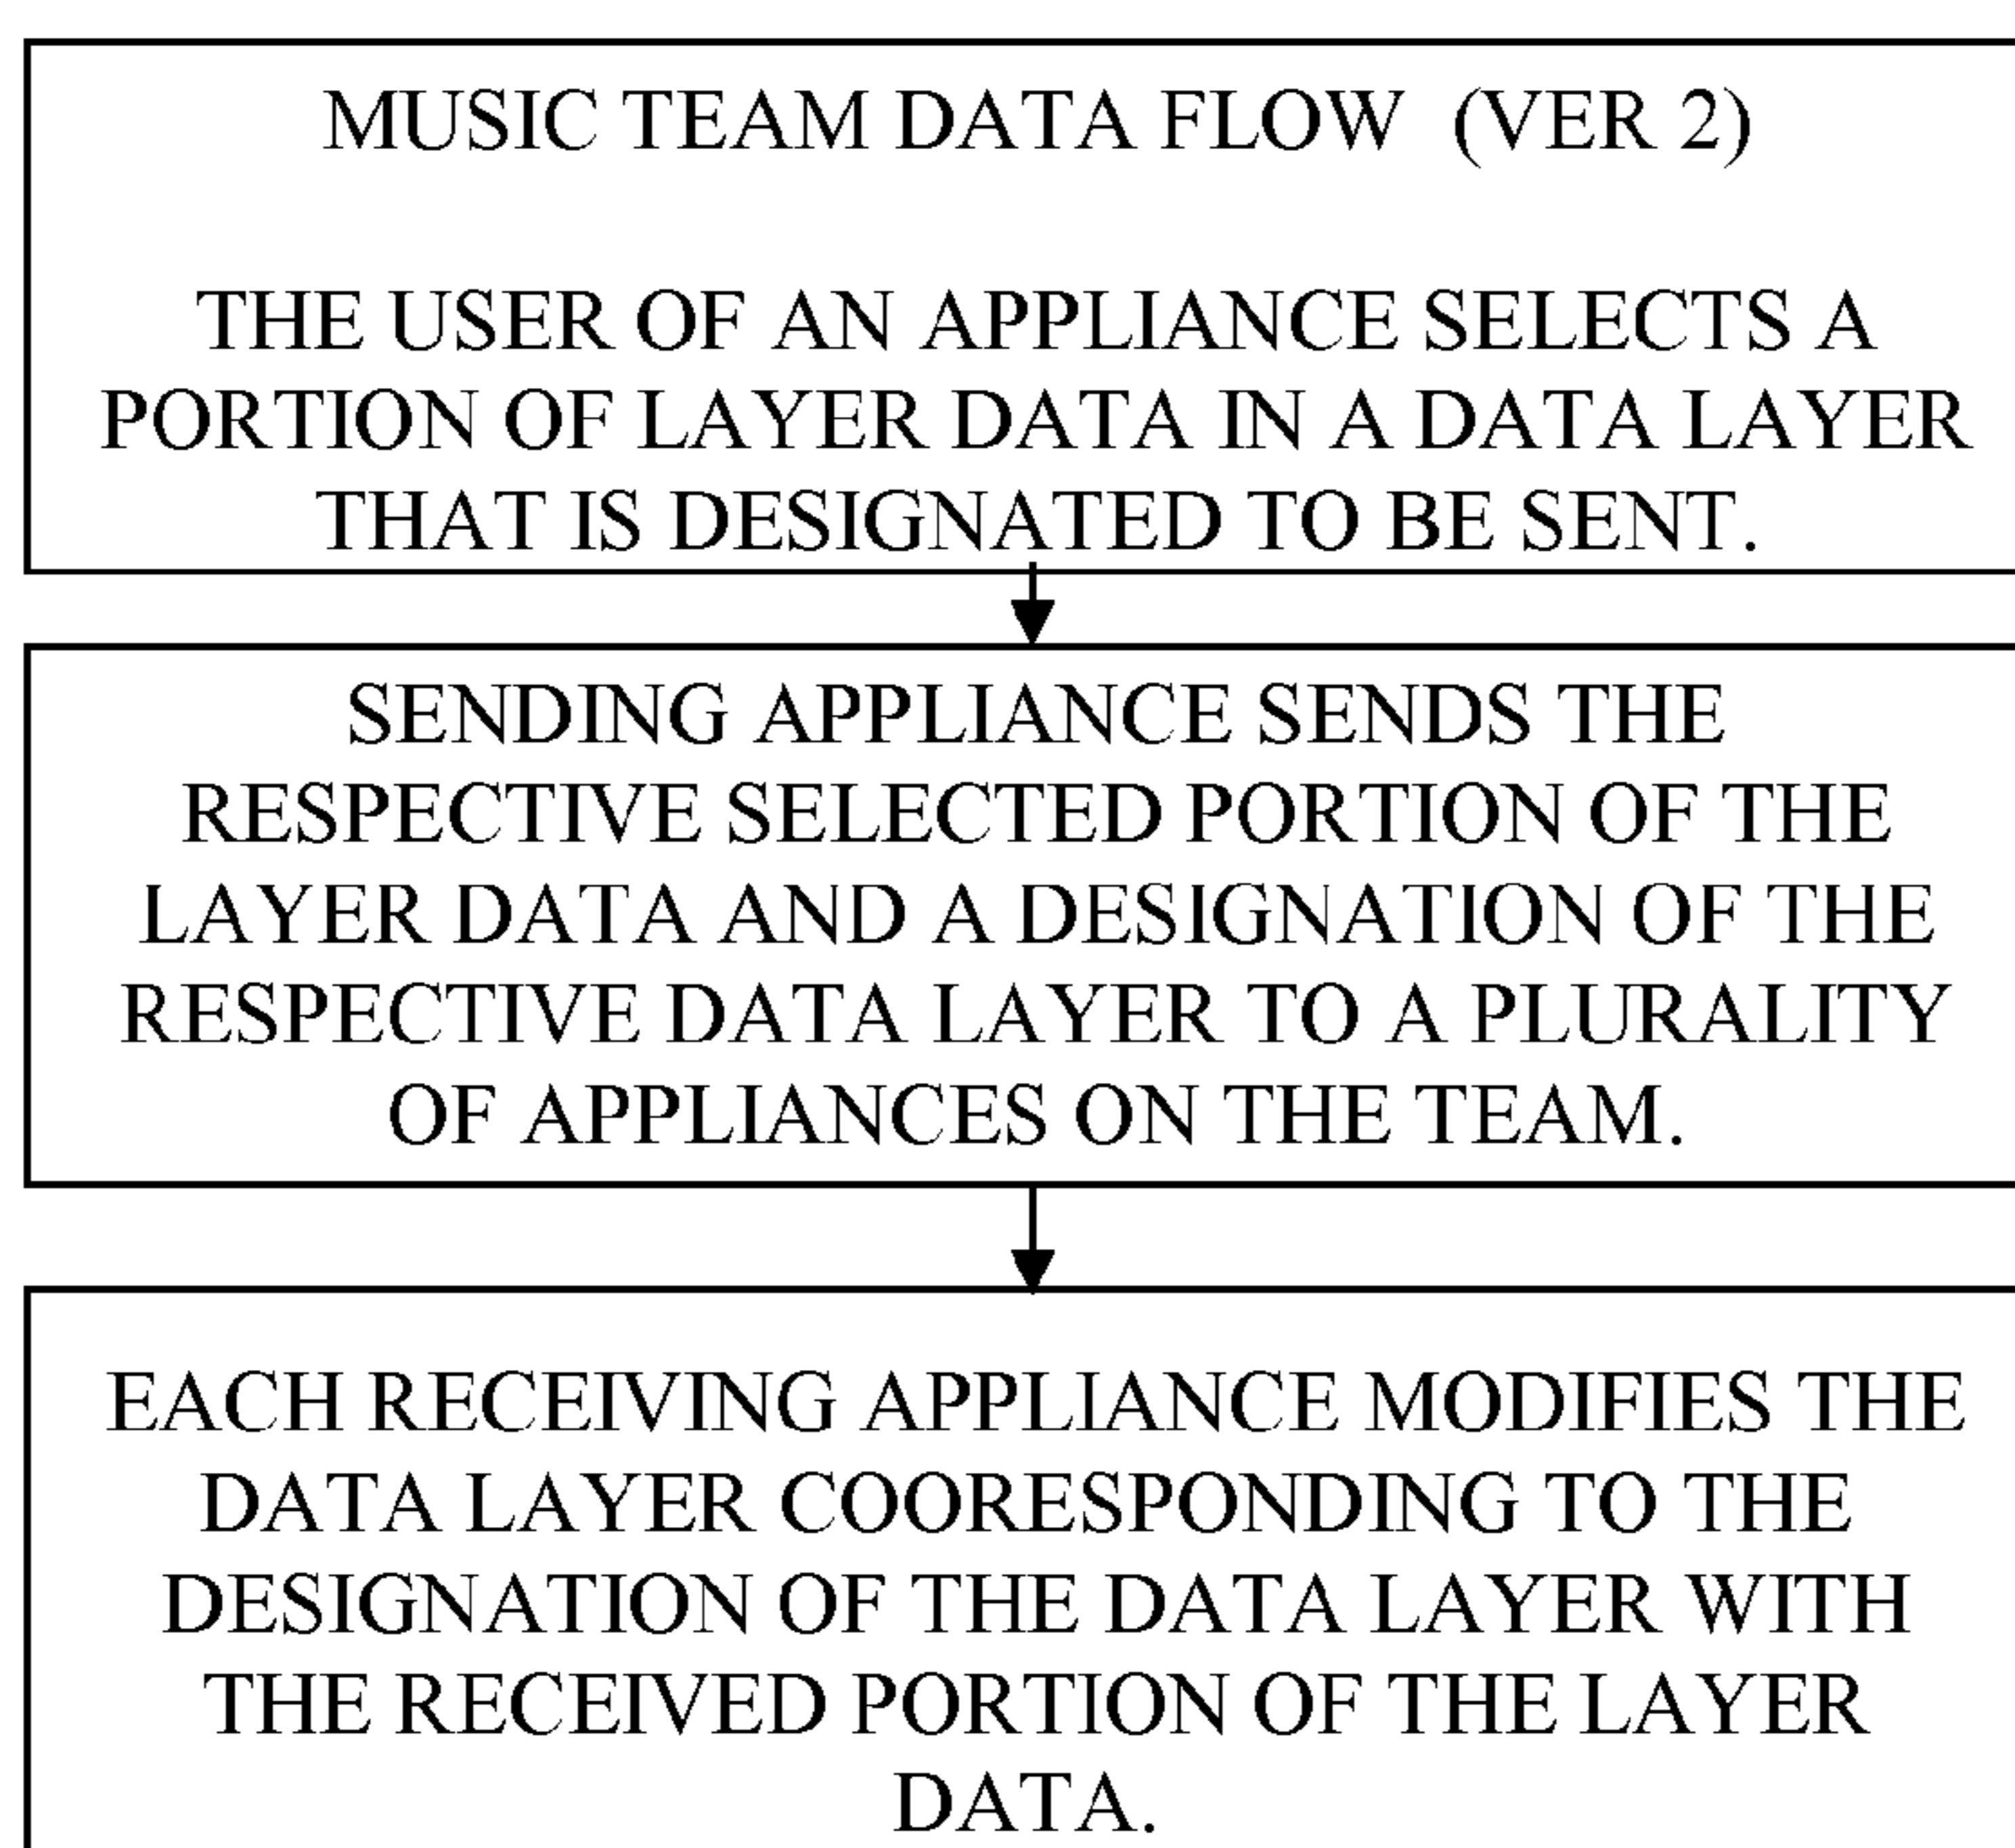 MUSIC TEAM DATA FLOW (VER 2)
THE USER OF AN APPLIANCE SELECTS A
PORTION OF LAYER DATA IN A DATA LAYER
THAT IS DESIGNATED TO BE SENT.
SENDING APPLIANCE SENDS THE
RESPECTIVE SELECTED PORTION OF THE
LAYER DATA AND A DESIGNATION OF THE
RESPECTIVE DATA LAYER TO A PLURALITY
OF APPLIANCES ON THE TEAM.
EACH RECEIVING APPLIANCE MODIFIES THE
DATA LAYER COORESPONDING TO THE
DESIGNATION OF THE DATA LAYER WITH
THE RECEIVED PORTION OF THE LAYER
DATA.